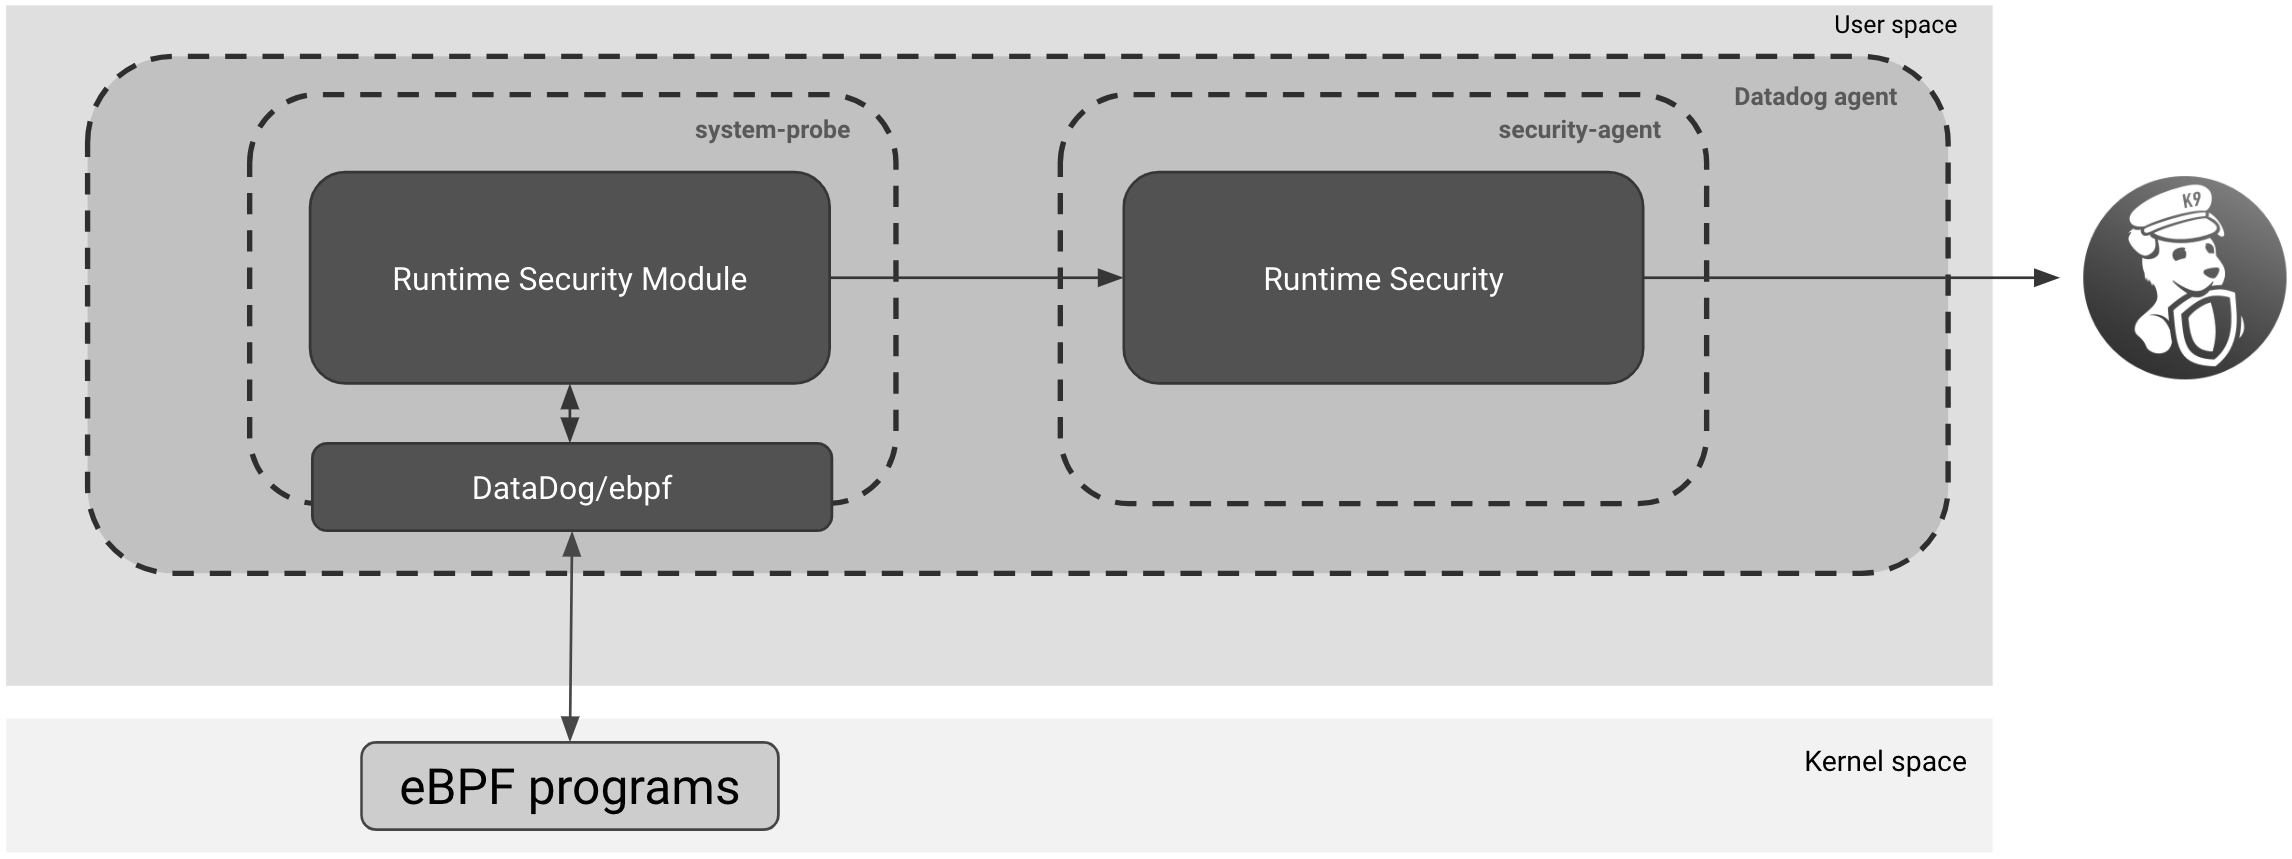 User space
Datadog agent
system-probe
security-agent
K9
Runtime Security Module
Runtime Security
DataDog/ebpf
Kernel space
eBPF programs